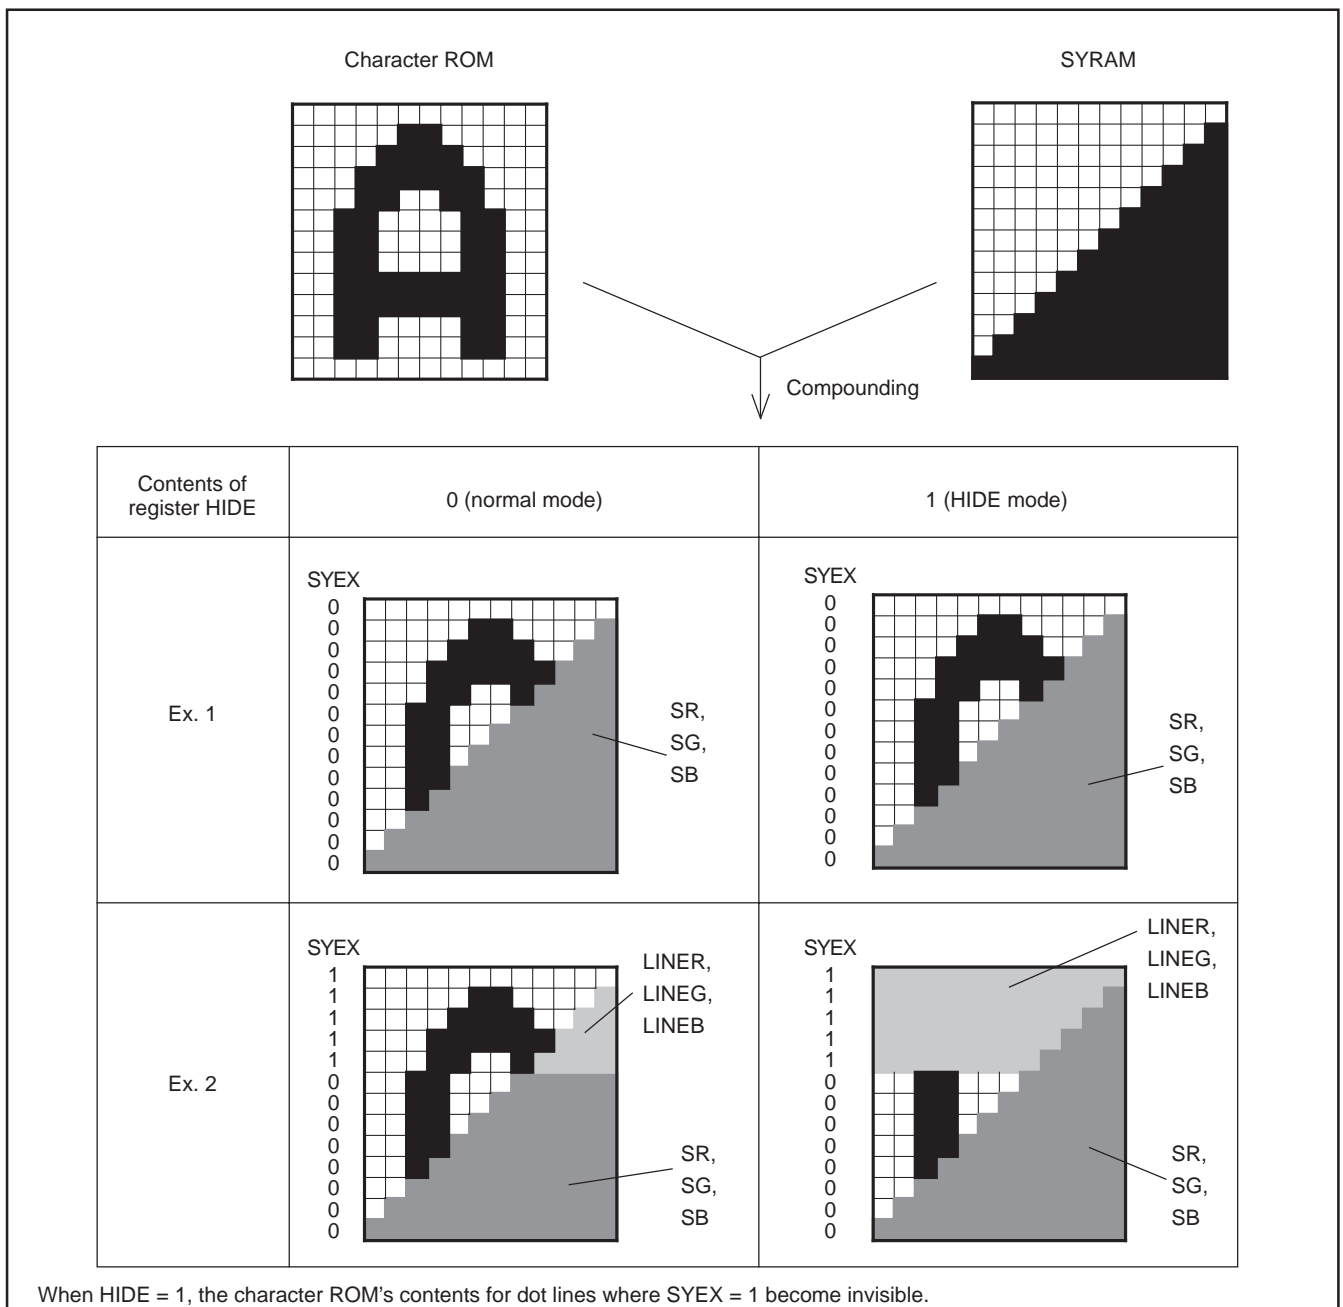 Character ROM
SYRAM
Compounding
Contents of
register HIDE
0 (normal mode)
1 (HIDE mode)
Ex. 1
SYEX
0
0
0
0
0
0
0
0
0
0
0
0
0
SR,
SG,
SB
SYEX
0
0
0
0
0
0
0
0
0
0
0
0
0
SR,
SG,
SB
Ex. 2
SYEX
1
1
1
1
1
0
0
0
0
0
0
0
0
LINER,
LINEG,
LINEB
SR,
SG,
SB
SYEX
1
1
1
1
1
0
0
0
0
0
0
0
0
LINER,
LINEG,
LINEB
SR,
SG,
SB
When HIDE = 1, the character ROM's contents for dot lines where SYEX = 1 become invisible.